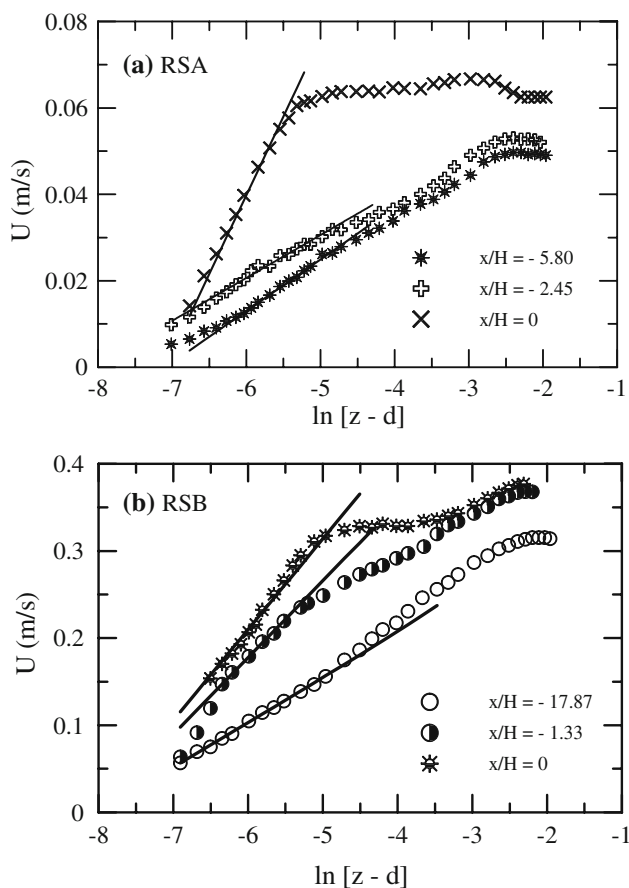 0.08
(a) RSA
0.06
0.04
0.02
0
U (m/s)
x/H = - 5.80
x/H = - 2.45
x/H = 0
-8 -7 -6 -5 -4 -3 -2 -1
ln [z - d]
0.4
(b) RSB
0.3
0.2
0.1
0
U (m/s)
x/H = - 17.87
x/H = - 1.33
x/H = 0
-8 -7 -6 -5 -4 -3 -2 -1
ln [z - d]